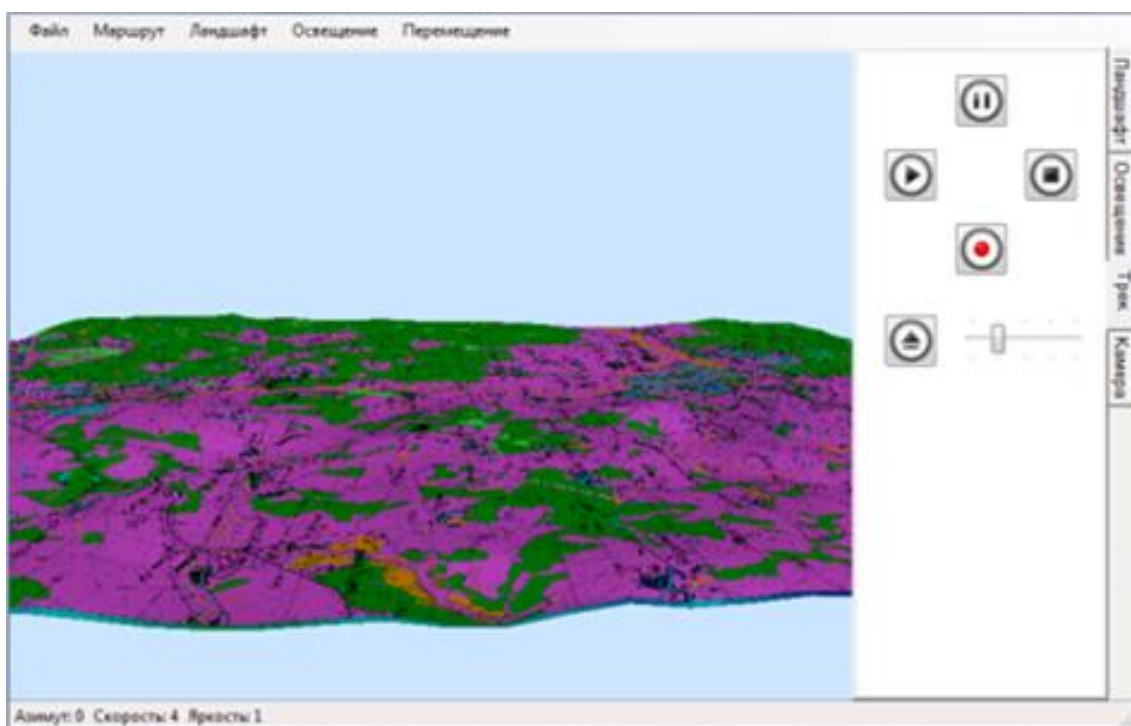 Файл Маршрут Ландшафт Освещение Перемещение
Ландшафт
Освещение
Трек
Камера
Азимут: 0 Скорость: 4 Яркость: 1